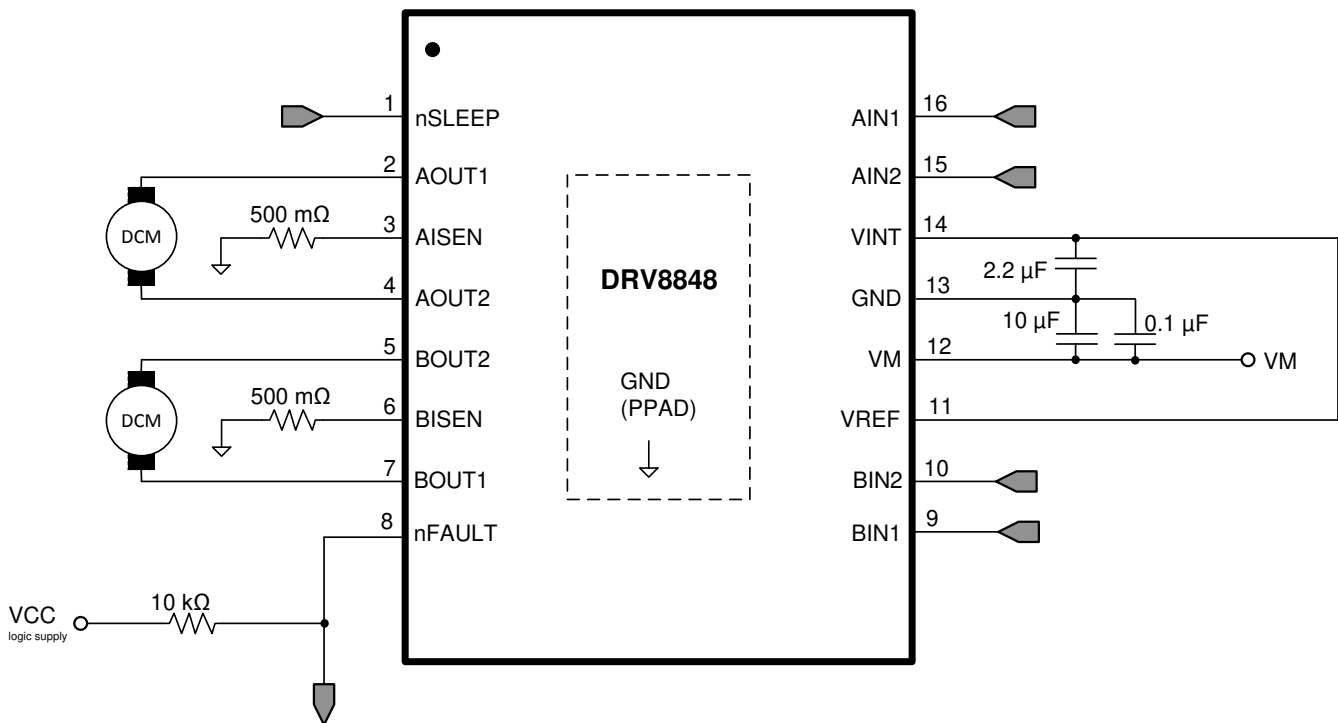 1
nSLEEP
2
AOUT1
DCM
500 mΩ
3
AISEN
4
AOUT2
5
BOUT2
DCM
500 mΩ
6
BISEN
7
BOUT1
8
nFAULT
VCC
logic supply
10 kΩ
DRV8848
GND
(PPAD)
AIN1
16
AIN2
15
VINT
14
2.2 µF
GND
13
10 µF
0.1 µF
VM
12
VM
VREF
11
BIN2
10
BIN1
9